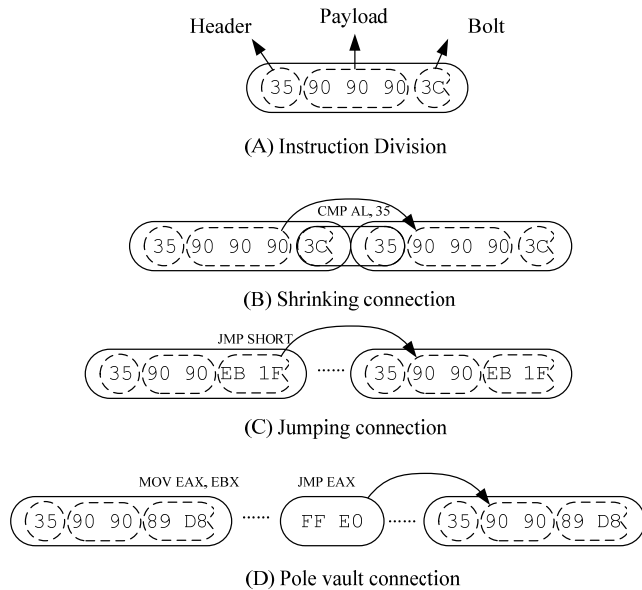 Payload
Header
Bolt
35 90 90 90 3C
(A) Instruction Division
CMP AL, 35
35 90 90 90 3C 35 90 90 90 3C
(B) Shrinking connection
JMP SHORT
35 90 90 EB 1F ...... 35 90 90 EB 1F
(C) Jumping connection
MOV EAX, EBX JMP EAX
35 90 90 89 D8 ...... FF E0 ...... 35 90 90 89 D8
(D) Pole vault connection